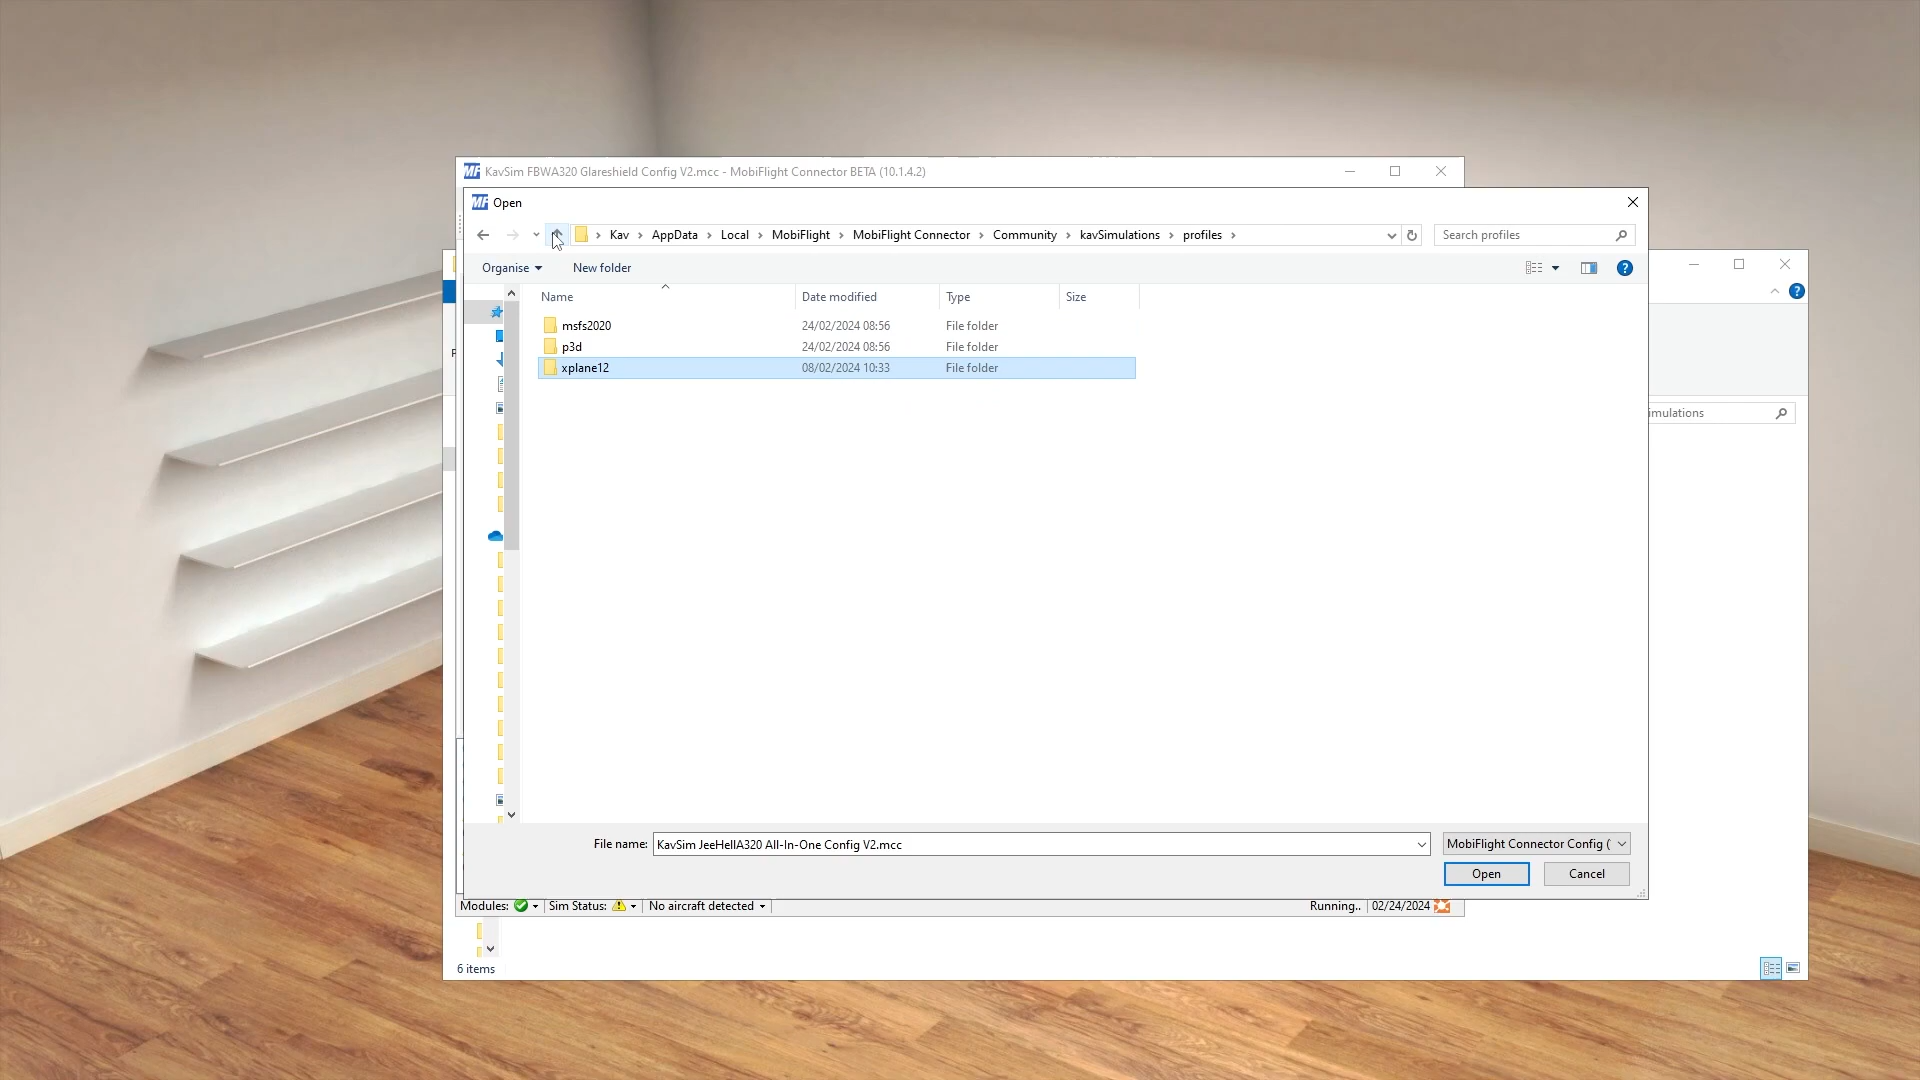 MF KavSim FBWA320 Glareshield Config V2.mcc - MobiFlight Connector BETA (10.1.4.2)
MF Open
Kav > AppData > Local > MobiFlight > MobiFlight Connector > Community > kavSimulations > profiles >
Search profiles
Organise
New folder
Name
Date modified
Type
Size
msfs2020 24/02/2024 08:56 File folder
p3d 24/02/2024 08:56 File folder
xplane12 08/02/2024 10:33 File folder
imulations
File name: KavSim JeeHellA320 All-In-One Config V2.mcc
MobiFlight Connector Config (
Open
Cancel
Modules:
Sim Status:
No aircraft detected
Running..
02/24/2024
6 items